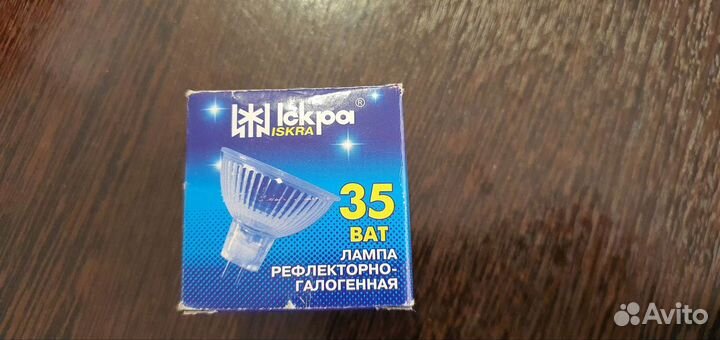 Іскра®
ISKRA
35
ВАТ
ЛАМПА
РЕФЛЕКТОРНО-
ГАЛОГЕННАЯ
Avito